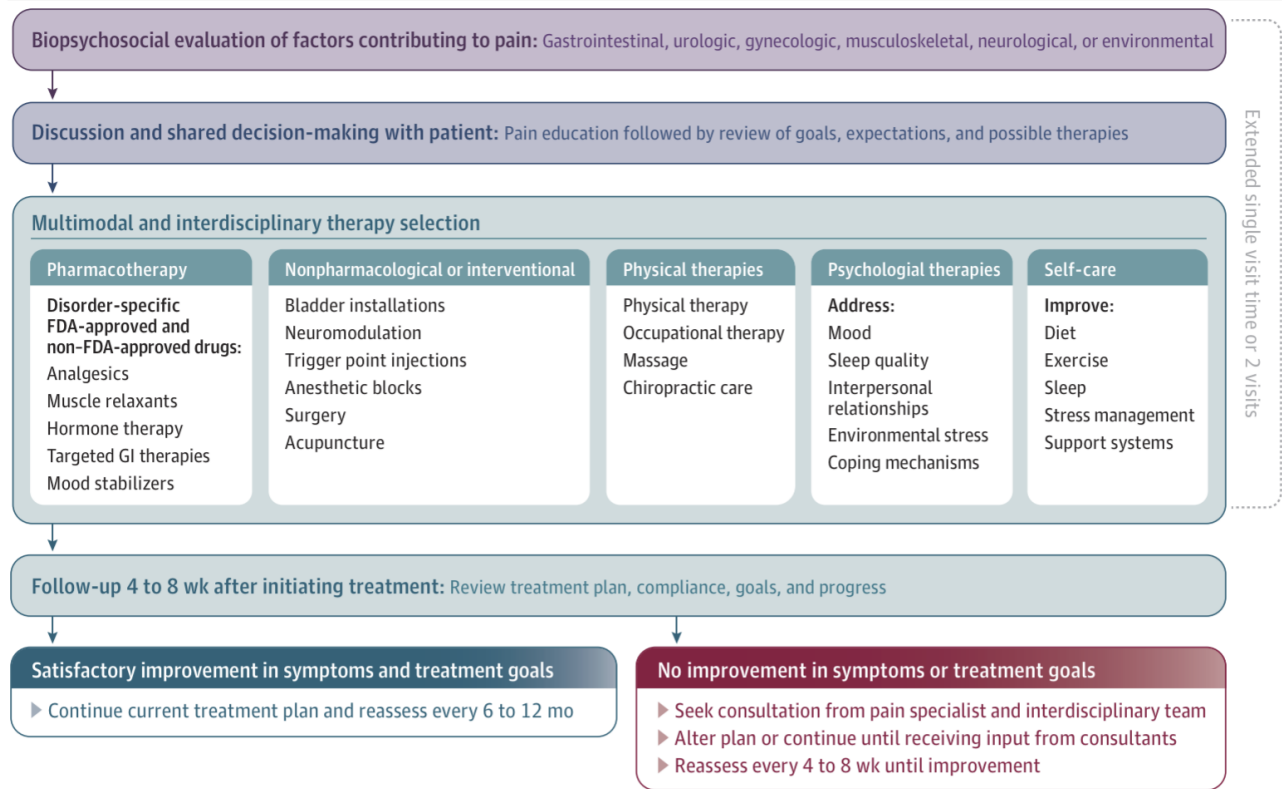 Biopsychosocial evaluation of factors contributing to pain: Gastrointestinal, urologic, gynecologic, musculoskeletal, neurological, or environmental
Discussion and shared decision-making with patient: Pain education followed by review of goals, expectations, and possible therapies
Multimodal and interdisciplinary therapy selection
Pharmacotherapy
Disorder-specific
FDA-approved and
non-FDA-approved drugs:
Analgesics
Muscle relaxants
Hormone therapy
Targeted GI therapies
Mood stabilizers
Nonpharmacological or interventional
Bladder installations
Neuromodulation
Trigger point injections
Anesthetic blocks
Surgery
Acupuncture
Physical therapies
Physical therapy
Occupational therapy
Massage
Chiropractic care
Psychologial therapies
Address:
Mood
Sleep quality
Interpersonal
relationships
Environmental stress
Coping mechanisms
Self-care
Improve:
Diet
Exercise
Sleep
Stress management
Support systems
Extended single visit time or 2 visits
Follow-up 4 to 8 wk after initiating treatment: Review treatment plan, compliance, goals, and progress
Satisfactory improvement in symptoms and treatment goals
Continue current treatment plan and reassess every 6 to 12 mo
No improvement in symptoms or treatment goals
Seek consultation from pain specialist and interdisciplinary team
Alter plan or continue until receiving input from consultants
Reassess every 4 to 8 wk until improvement